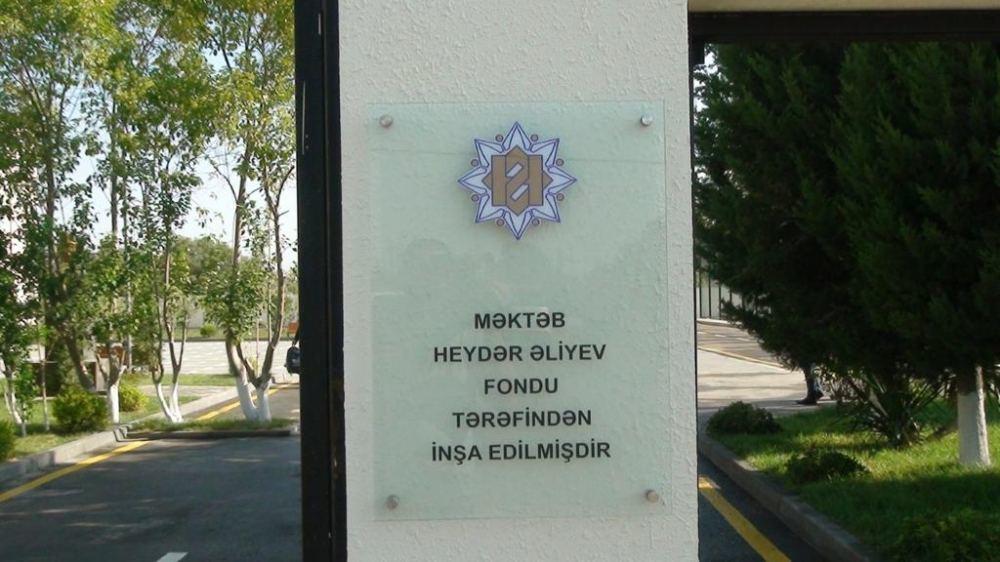 MƏKTƏB
HEYDƏR ƏLİYEV
FONDU
TƏRƏFİNDƏN
İNŞA EDİLMİŞDİR